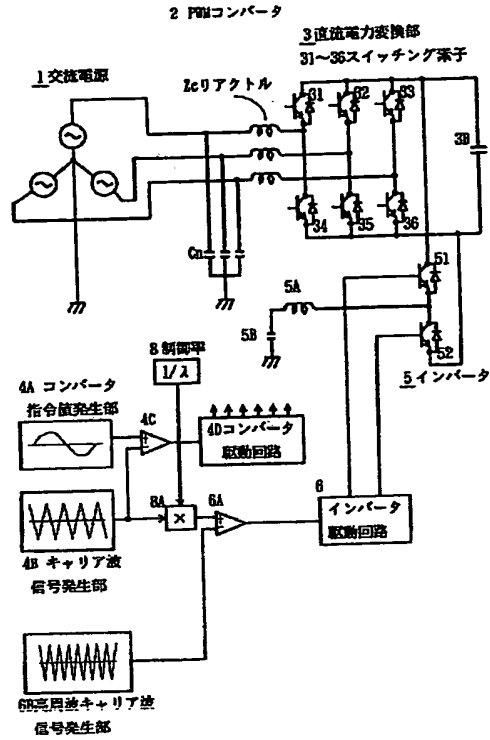 2 PWMコンバータ
3 直流電力変換部
31~36スイッチング素子
1 交流電源
Zcリアクトル
31
32
33
3B
34
35
36
Cn
51
5A
5B
52
5 インバータ
8 制御率
1/λ
4A コンバータ
指令値発生部
4C
4Dコンバータ
駆動回路
8A
×
6A
6
インバータ
駆動回路
4B キャリア波
信号発生部
6B高周波キャリア波
信号発生部